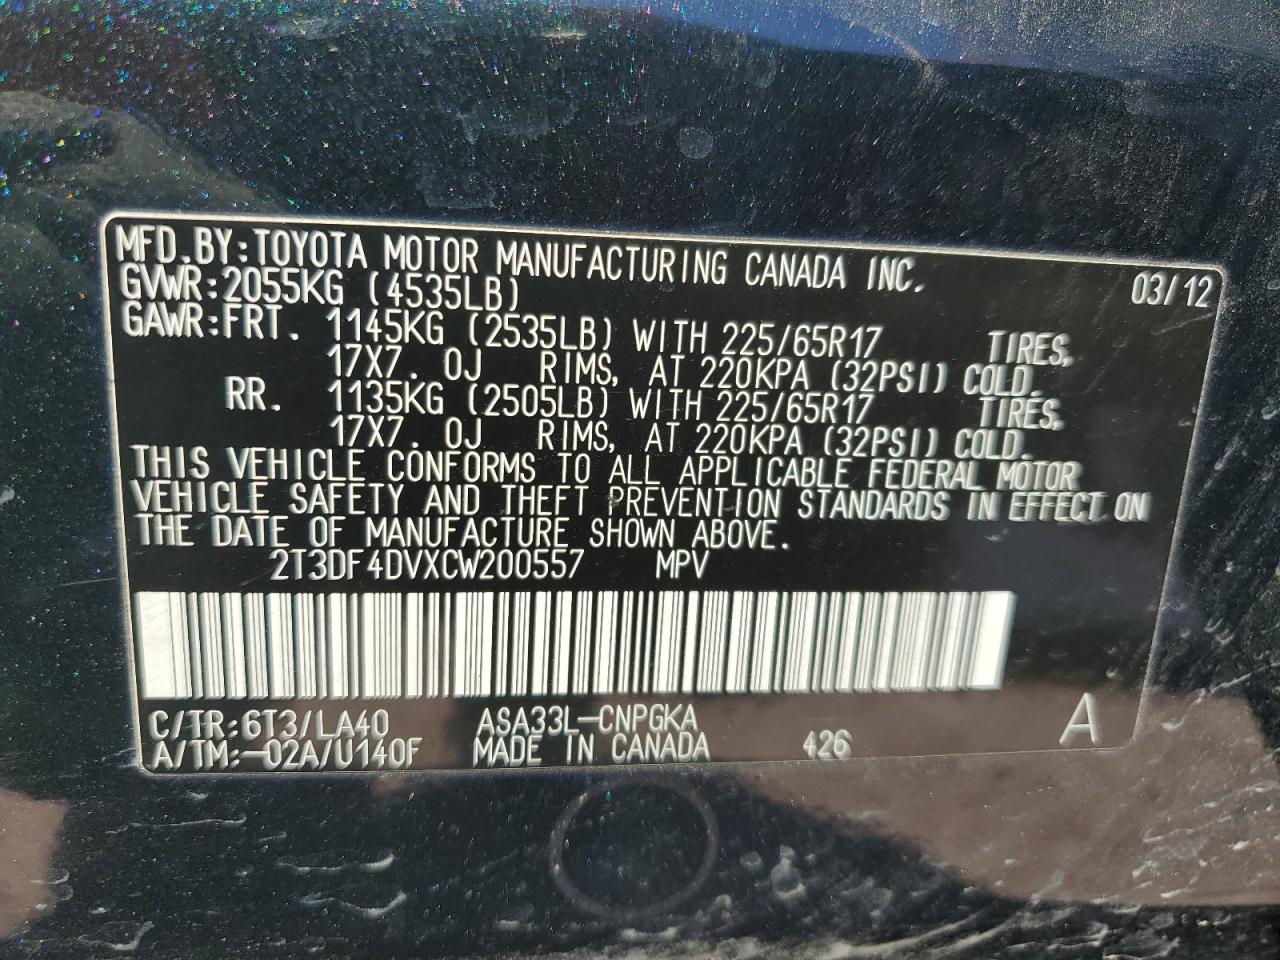 MFD.BY:TOYOTA MOTOR MANUFACTURING CANADA INC. 03/12
GVWR:2055KG (4535LB)
GAWR:FRT. 1145KG (2535LB) WITH 225/65R17 TIRES,
17X7.0J RIMS, AT 220KPA (32PSI) COLD.
RR. 1135KG (2505LB) WITH 225/65R17 TIRES,
17X7.0J RIMS, AT 220KPA (32PSI) COLD.
THIS VEHICLE CONFORMS TO ALL APPLICABLE FEDERAL MOTOR
VEHICLE SAFETY AND THEFT PREVENTION STANDARDS IN EFFECT ON
THE DATE OF MANUFACTURE SHOWN ABOVE.
2T3DF4DVXCW200557 MPV
C/TR:6T3/LA40 ASA33L-CNPGKA A
A/TM:-02A/U140F MADE IN CANADA 426